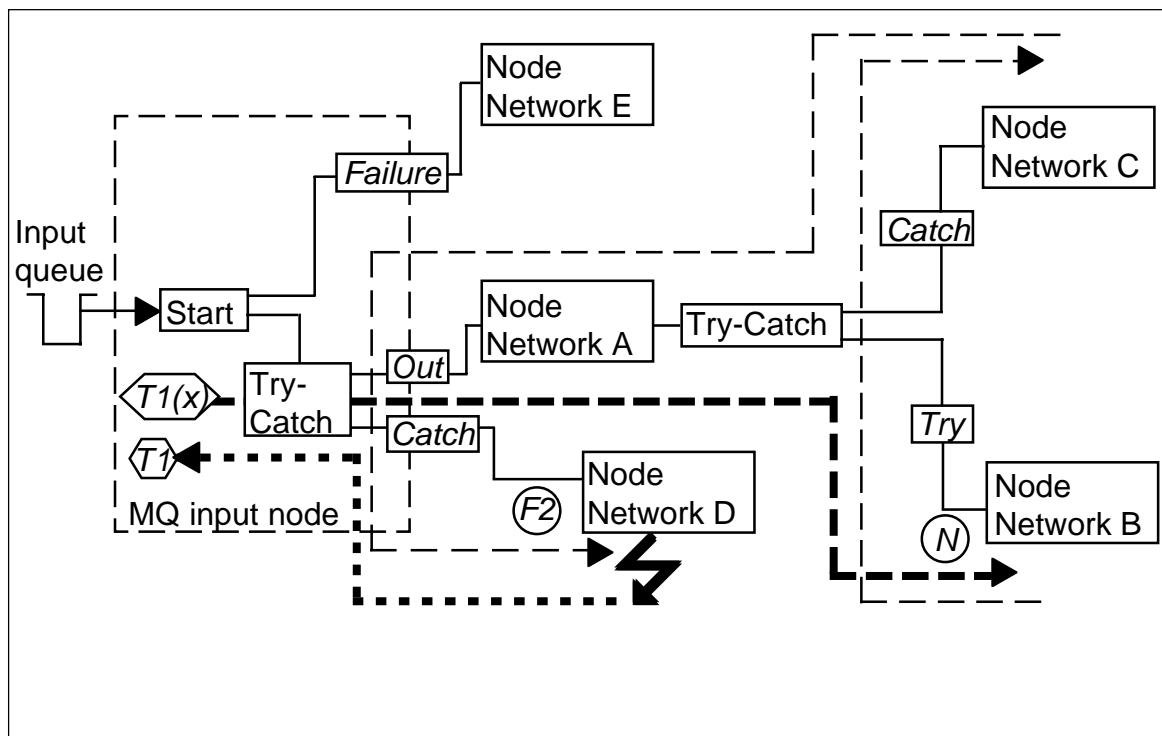 Node
Network E
Node
Network C
Failure
Catch
Input
queue
Start
Node
Network A
Try-Catch
Out
Try-
Catch
T1(x)
Catch
Try
T1
Node
Network D
Node
Network B
F2
N
MQ input node